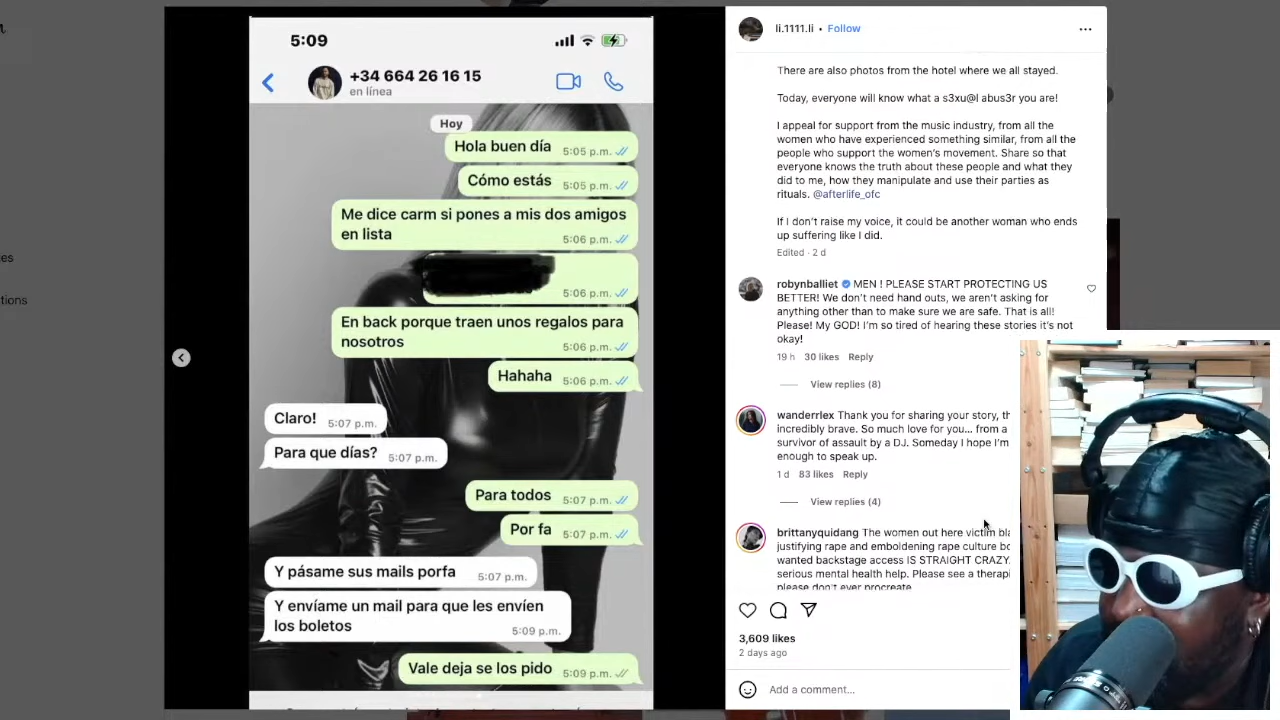 5:09
+34 664 26 16 15
en línea
Hoy
Hola buen día 5:05 p.m.
Cómo estás 5:05 p.m.
Me dice carm si pones a mis dos amigos
en lista 5:06 p.m.
5:06 p.m.
En back porque traen unos regalos para
nosotros 5:06 p.m.
Hahaha 5:06 p.m.
Claro! 5:07 p.m.
Para que días? 5:07 p.m.
Para todos 5:07 p.m.
Por fa 5:07 p.m.
Y pásame sus mails porfa 5:07 p.m.
Y envíame un mail para que les envíen
los boletos 5:09 p.m.
Vale deja se los pido 5:09 p.m.
li.1111.li • Follow
There are also photos from the hotel where we all stayed.
Today, everyone will know what a s3xu@l abus3r you are!
I appeal for support from the music industry, from all the
women who have experienced something similar, from all the
people who support the women's movement. Share so that
everyone knows the truth about these people and what they
did to me, how they manipulate and use their parties as
rituals. @afterlife_ofc
If I don't raise my voice, it could be another woman who ends
up suffering like I did.
Edited · 2 d
robynballiet MEN ! PLEASE START PROTECTING US
BETTER! We don't need hand outs, we aren't asking for
anything other than to make sure we are safe. That is all!
Please! My GOD! I'm so tired of hearing these stories it's not
okay!
19 h 30 likes Reply
View replies (8)
wanderrlex Thank you for sharing your story, th
incredibly brave. So much love for you... from a
survivor of assault by a DJ. Someday I hope I'm
enough to speak up.
1 d 83 likes Reply
View replies (4)
brittanyquidang The women out here victim bla
justifying rape and emboldening rape culture bc
wanted backstage access IS STRAIGHT CRAZY.
serious mental health help. Please see a therapi
please don't ever procreate
3,609 likes
2 days ago
Add a comment...
es
tions